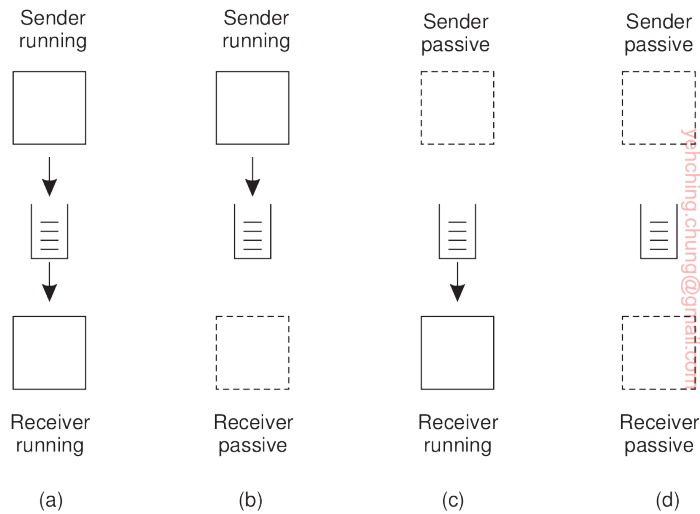 Sender
running
Sender
running
Sender
passive
Sender
passive
Receiver
running
Receiver
passive
Receiver
running
Receiver
passive
(a)
(b)
(c)
(d)
yehching.chung@gmail.com